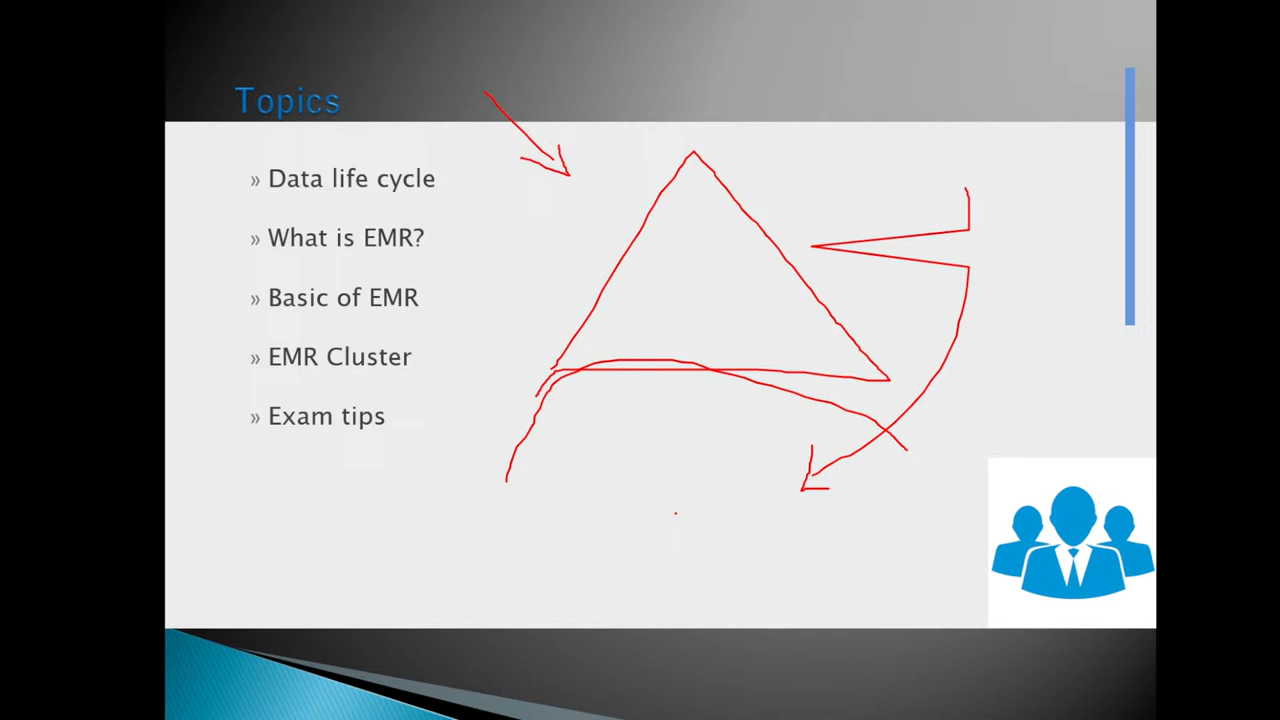 Topics
» Data life cycle
» What is EMR?
» Basic of EMR
» EMR Cluster
» Exam tips